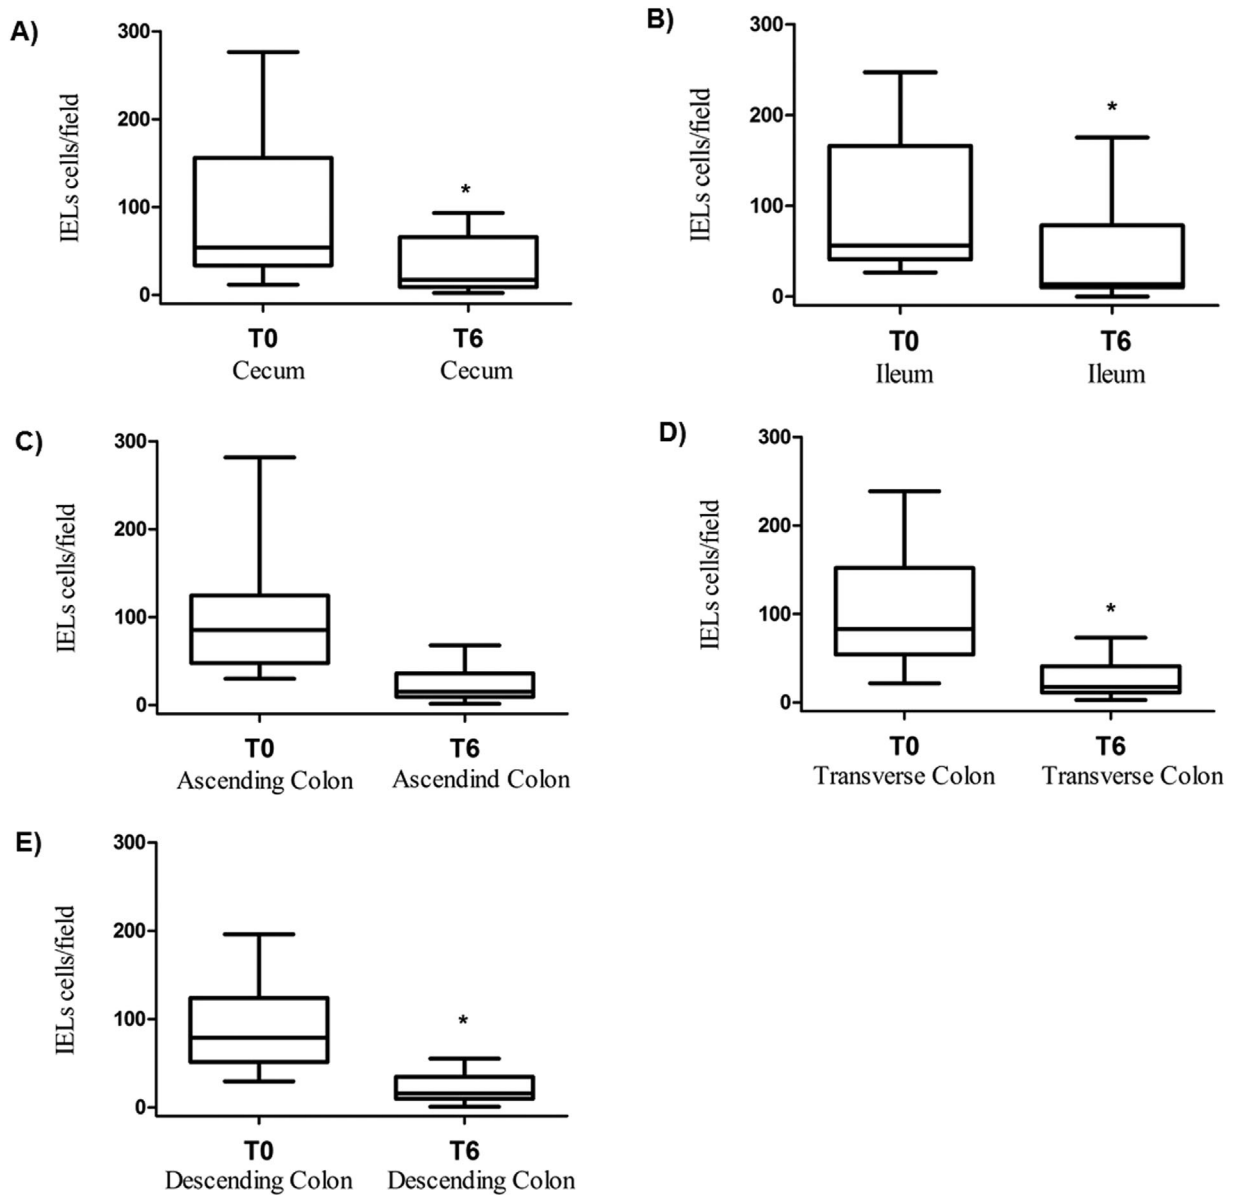 A)
IELs cells/field
300
200
100
0
*
T0
T6
Cecum
Cecum
B)
IELs cells/field
300
200
100
0
*
T0
T6
Ileum
Ileum
C)
IELs cells/field
300
200
100
0
T0
T6
Ascending Colon
Ascendind Colon
D)
IELs cells/field
300
200
100
0
*
T0
T6
Transverse Colon
Transverse Colon
E)
IELs cells/field
300
200
100
0
*
T0
T6
Descending Colon
Descending Colon